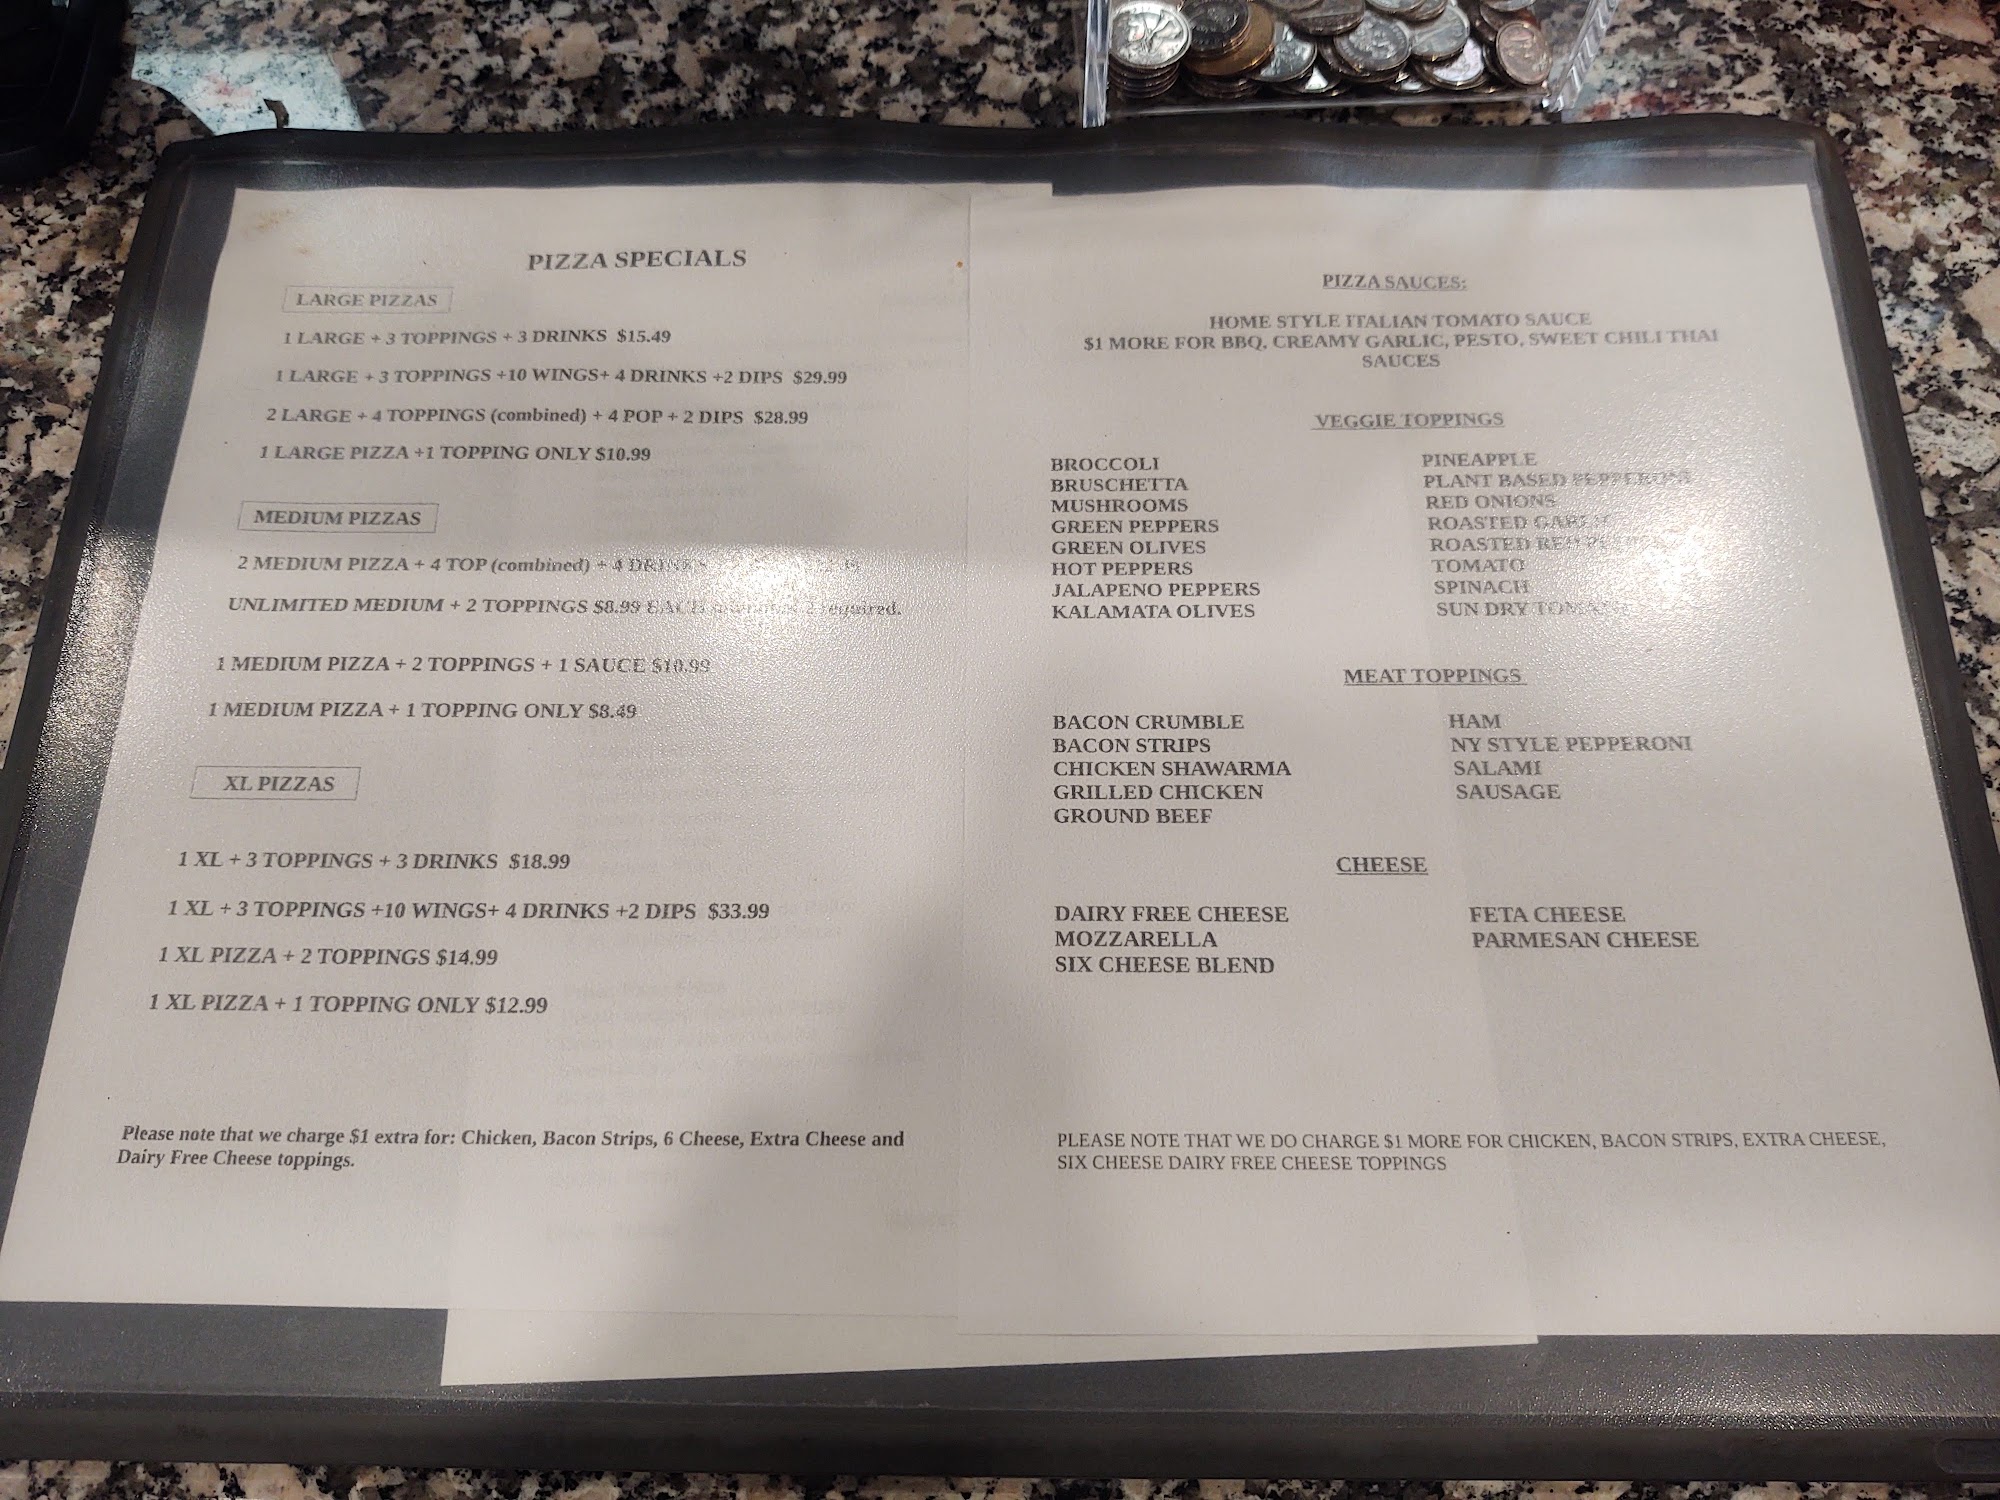 PIZZA SPECIALS
LARGE PIZZAS
1 LARGE + 3 TOPPINGS + 3 DRINKS $15.49
1 LARGE + 3 TOPPINGS +10 WINGS+ 4 DRINKS +2 DIPS $29.99
2 LARGE + 4 TOPPINGS (combined) + 4 POP + 2 DIPS $28.99
1 LARGE PIZZA +1 TOPPING ONLY $10.99
MEDIUM PIZZAS
2 MEDIUM PIZZA + 4 TOP (combined) + 4 DRINKS
UNLIMITED MEDIUM + 2 TOPPINGS $8.99 EACH 2 required.
1 MEDIUM PIZZA + 2 TOPPINGS + 1 SAUCE $10.99
1 MEDIUM PIZZA + 1 TOPPING ONLY $8.49
XL PIZZAS
1 XL + 3 TOPPINGS + 3 DRINKS $18.99
1 XL + 3 TOPPINGS +10 WINGS+ 4 DRINKS +2 DIPS $33.99
1 XL PIZZA + 2 TOPPINGS $14.99
1 XL PIZZA + 1 TOPPING ONLY $12.99
Please note that we charge $1 extra for: Chicken, Bacon Strips, 6 Cheese, Extra Cheese and
Dairy Free Cheese toppings.
PIZZA SAUCES:
HOME STYLE ITALIAN TOMATO SAUCE
$1 MORE FOR BBQ, CREAMY GARLIC, PESTO, SWEET CHILI THAI
SAUCES
VEGGIE TOPPINGS
BROCCOLI
BRUSCHETTA
MUSHROOMS
GREEN PEPPERS
GREEN OLIVES
HOT PEPPERS
JALAPENO PEPPERS
KALAMATA OLIVES
PINEAPPLE
PLANT BASED PEPPERONI
RED ONIONS
ROASTED GARLIC
ROASTED RED PEPPERS
TOMATO
SPINACH
SUN DRY TOMATO
MEAT TOPPINGS
BACON CRUMBLE
BACON STRIPS
CHICKEN SHAWARMA
GRILLED CHICKEN
GROUND BEEF
HAM
NY STYLE PEPPERONI
SALAMI
SAUSAGE
CHEESE
DAIRY FREE CHEESE
MOZZARELLA
SIX CHEESE BLEND
FETA CHEESE
PARMESAN CHEESE
PLEASE NOTE THAT WE DO CHARGE $1 MORE FOR CHICKEN, BACON STRIPS, EXTRA CHEESE,
SIX CHEESE DAIRY FREE CHEESE TOPPINGS